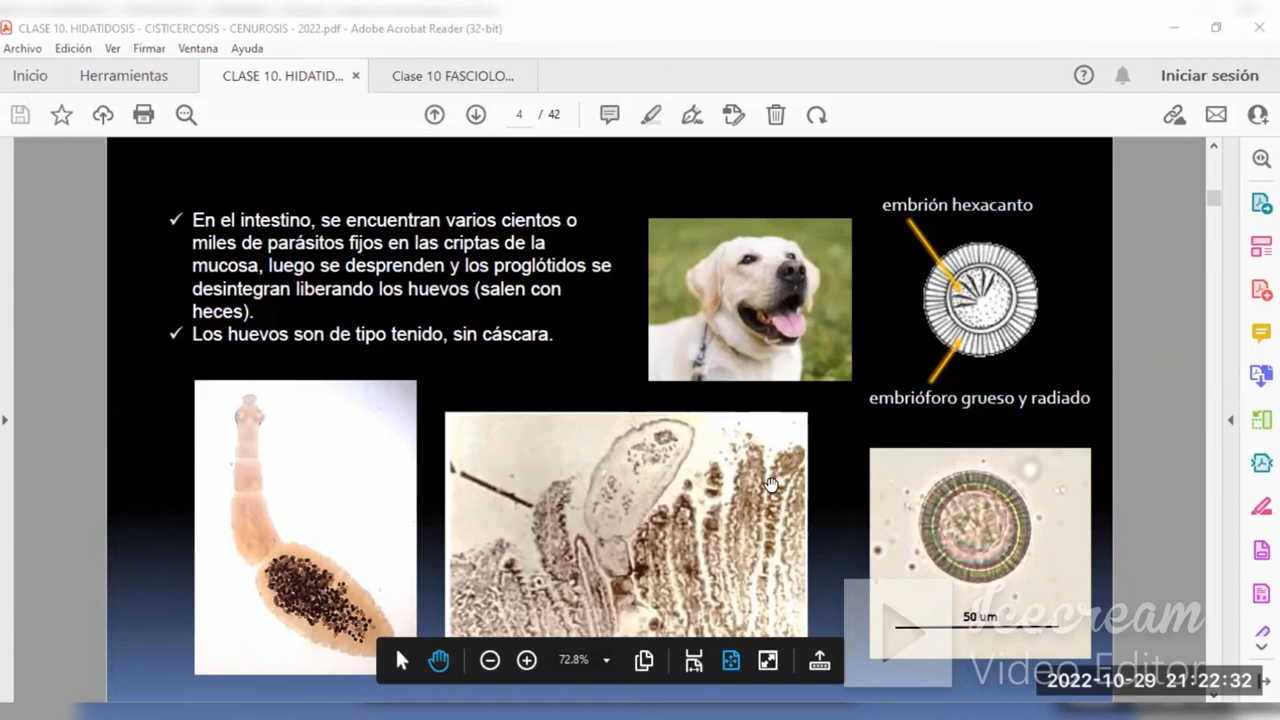 CLASE 10. HIDATIDOSIS - CISTICERCOSIS - CENUROSIS - 2022.pdf - Adobe Acrobat Reader (32-bit)
Archivo Edición Ver Firmar Ventana Ayuda
Inicio Herramientas CLASE 10. HIDATID... × Clase 10 FASCIOLO... Iniciar sesión
4 / 42
✓ En el intestino, se encuentran varios cientos o
miles de parásitos fijos en las criptas de la
mucosa, luego se desprenden y los proglótidos se
desintegran liberando los huevos (salen con
heces).
✓ Los huevos son de tipo tenido, sin cáscara.
embrión hexacanto
embrióforo grueso y radiado
50 um
72.8%
Icecream
Video Editor
2022-10-29 21:22:32